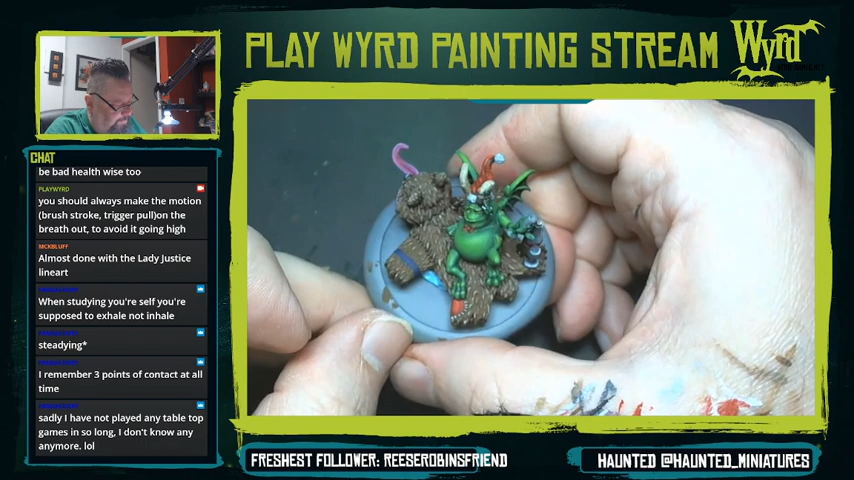 PLAY WYRD PAINTING STREAM
Wyrd
CHAT
be bad health wise too
PLAYWYRD
you should always make the motion
(brush stroke, trigger pull)on the
breath out, to avoid it going high
MCKBLUFF
Almost done with the Lady Justice
lineart
When studying you're self you're
supposed to exhale not inhale
steadying*
I remember 3 points of contact at all
time
sadly I have not played any table top
games in so long, I don't know any
anymore. lol
FRESHEST FOLLOWER: REESEROBINSFRIEND
HAUNTED @HAUNTED_MINIATURES